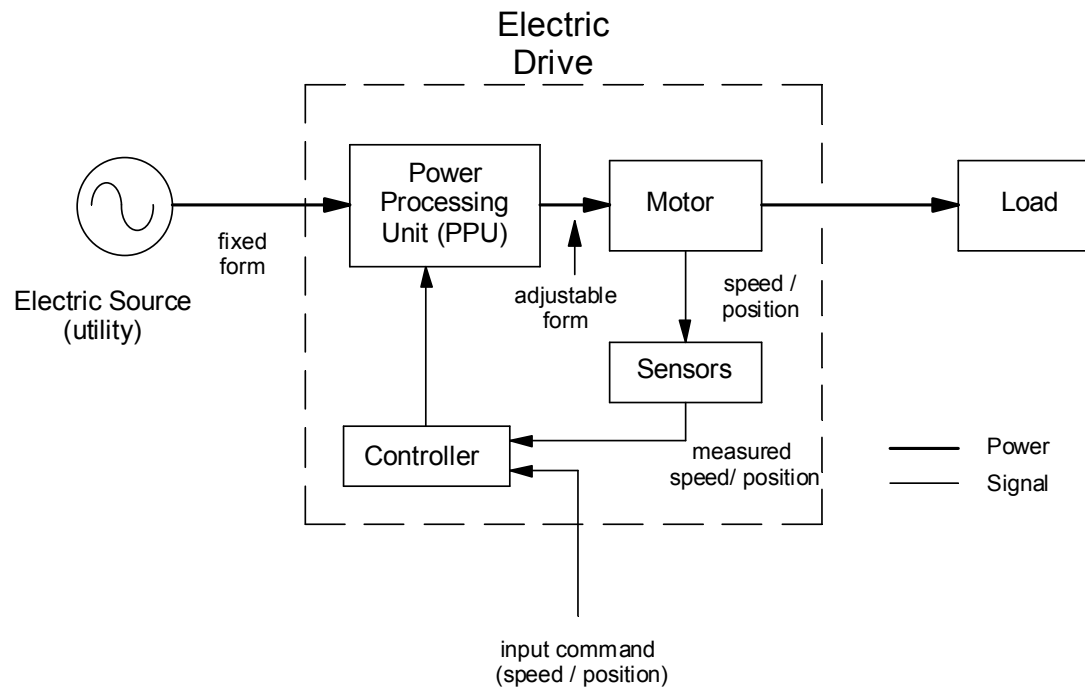 Electric
Drive
Power
Processing
Unit (PPU)
Motor
Load
fixed
form
Electric Source
(utility)
adjustable
form
speed /
position
Sensors
Controller
measured
speed/ position
Power
Signal
input command
(speed / position)